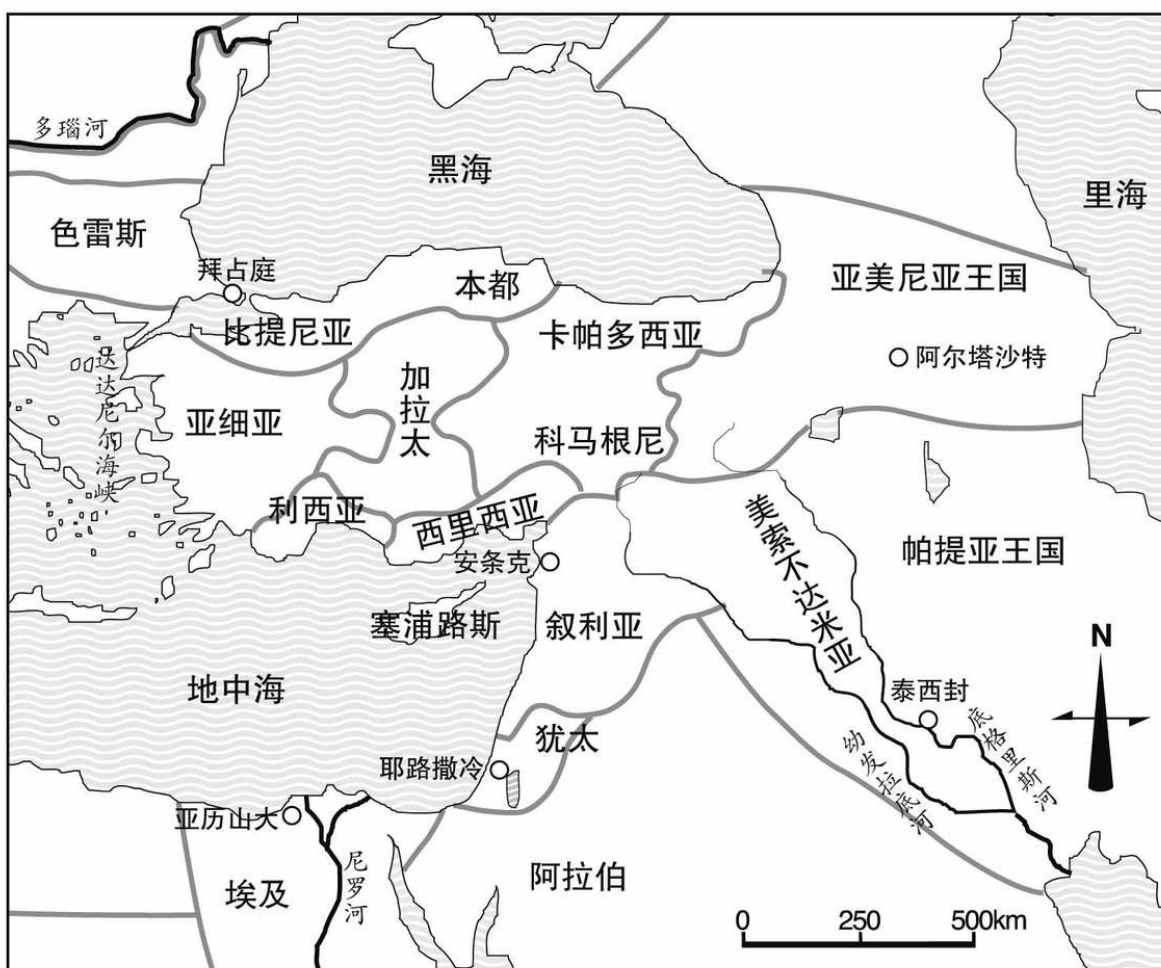 多瑙河
黑海
里海
色雷斯
拜占庭
本都
亚美尼亚王国
比提尼亚
卡帕多西亚
阿尔塔沙特
达达尼尔海峡
加拉太
亚细亚
科马根尼
利西亚
西里西亚
美索不达米亚
帕提亚王国
安条克
塞浦路斯
叙利亚
地中海
泰西封
N
犹太
底格里斯河
幼发拉底河
耶路撒冷
亚历山大
尼罗河
阿拉伯
埃及
0 250 500km